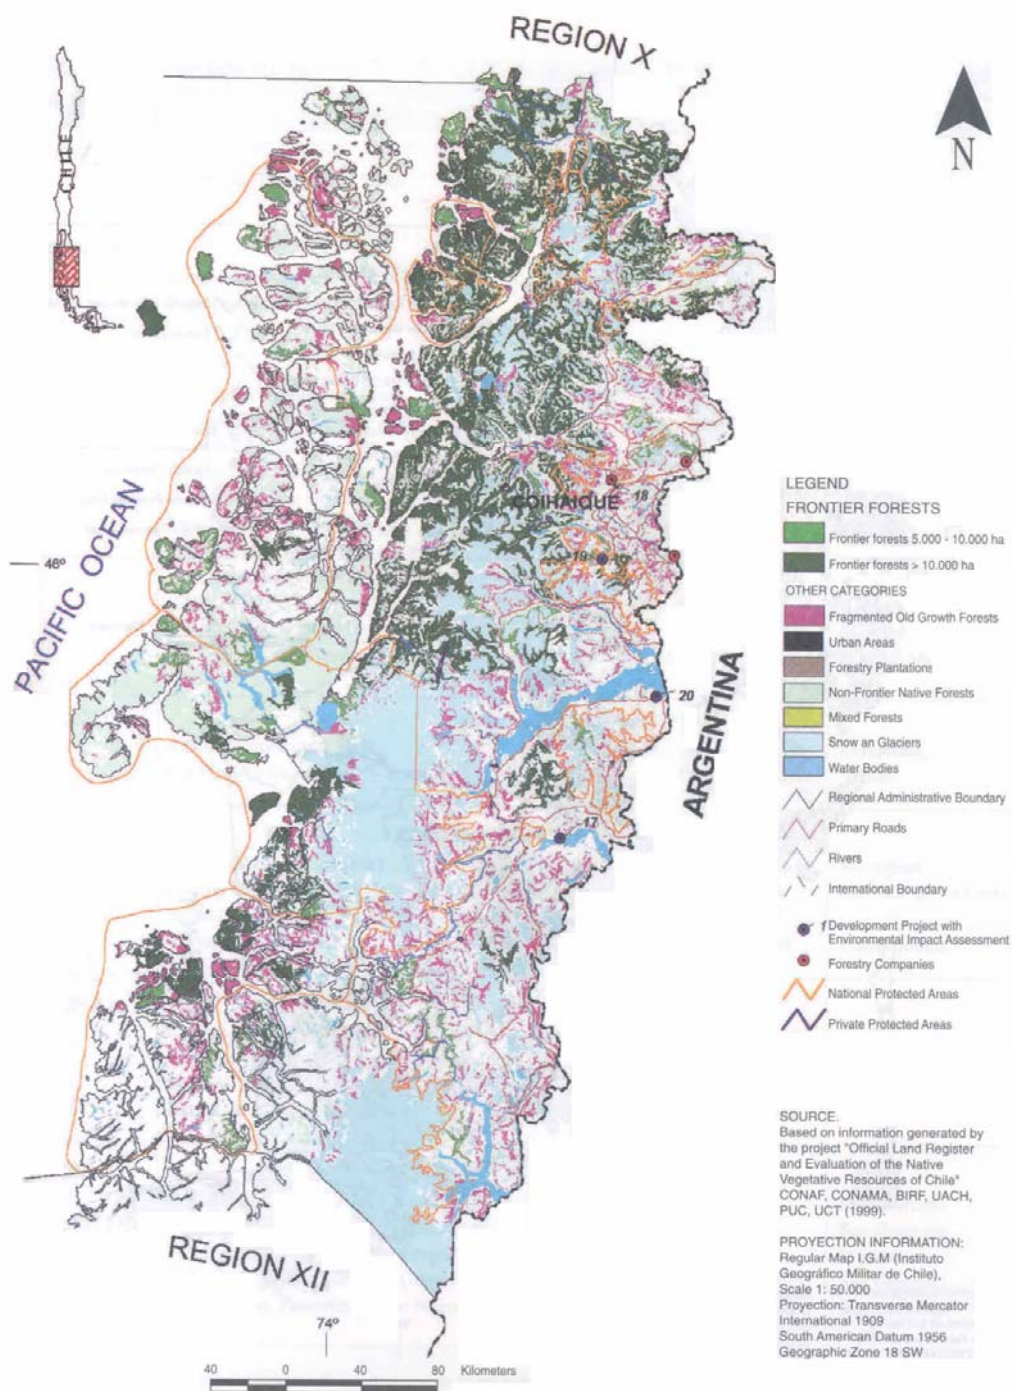 REGION X
CHILE
N
PACIFIC OCEAN
46º
COIHAIQUE
18
19
20
17
ARGENTINA
REGION XII
74º
40 0 40 80 Kilometers
LEGEND
FRONTIER FORESTS
Frontier forests 5.000 - 10.000 ha
Frontier forests > 10.000 ha
OTHER CATEGORIES
Fragmented Old Growth Forests
Urban Areas
Forestry Plantations
Non-Frontier Native Forests
Mixed Forests
Snow an Glaciers
Water Bodies
Regional Administrative Boundary
Primary Roads
Rivers
International Boundary
1 Development Project with
Environmental Impact Assessment
Forestry Companies
National Protected Areas
Private Protected Areas
SOURCE.
Based on information generated by
the project "Official Land Register
and Evaluation of the Native
Vegetative Resources of Chile"
CONAF, CONAMA, BIRF, UACH,
PUC, UCT (1999).
PROYECTION INFORMATION:
Regular Map I.G.M (Instituto
Geográfico Militar de Chile),
Scale 1: 50.000
Proyection: Transverse Mercator
International 1909
South American Datum 1956
Geographic Zone 18 SW